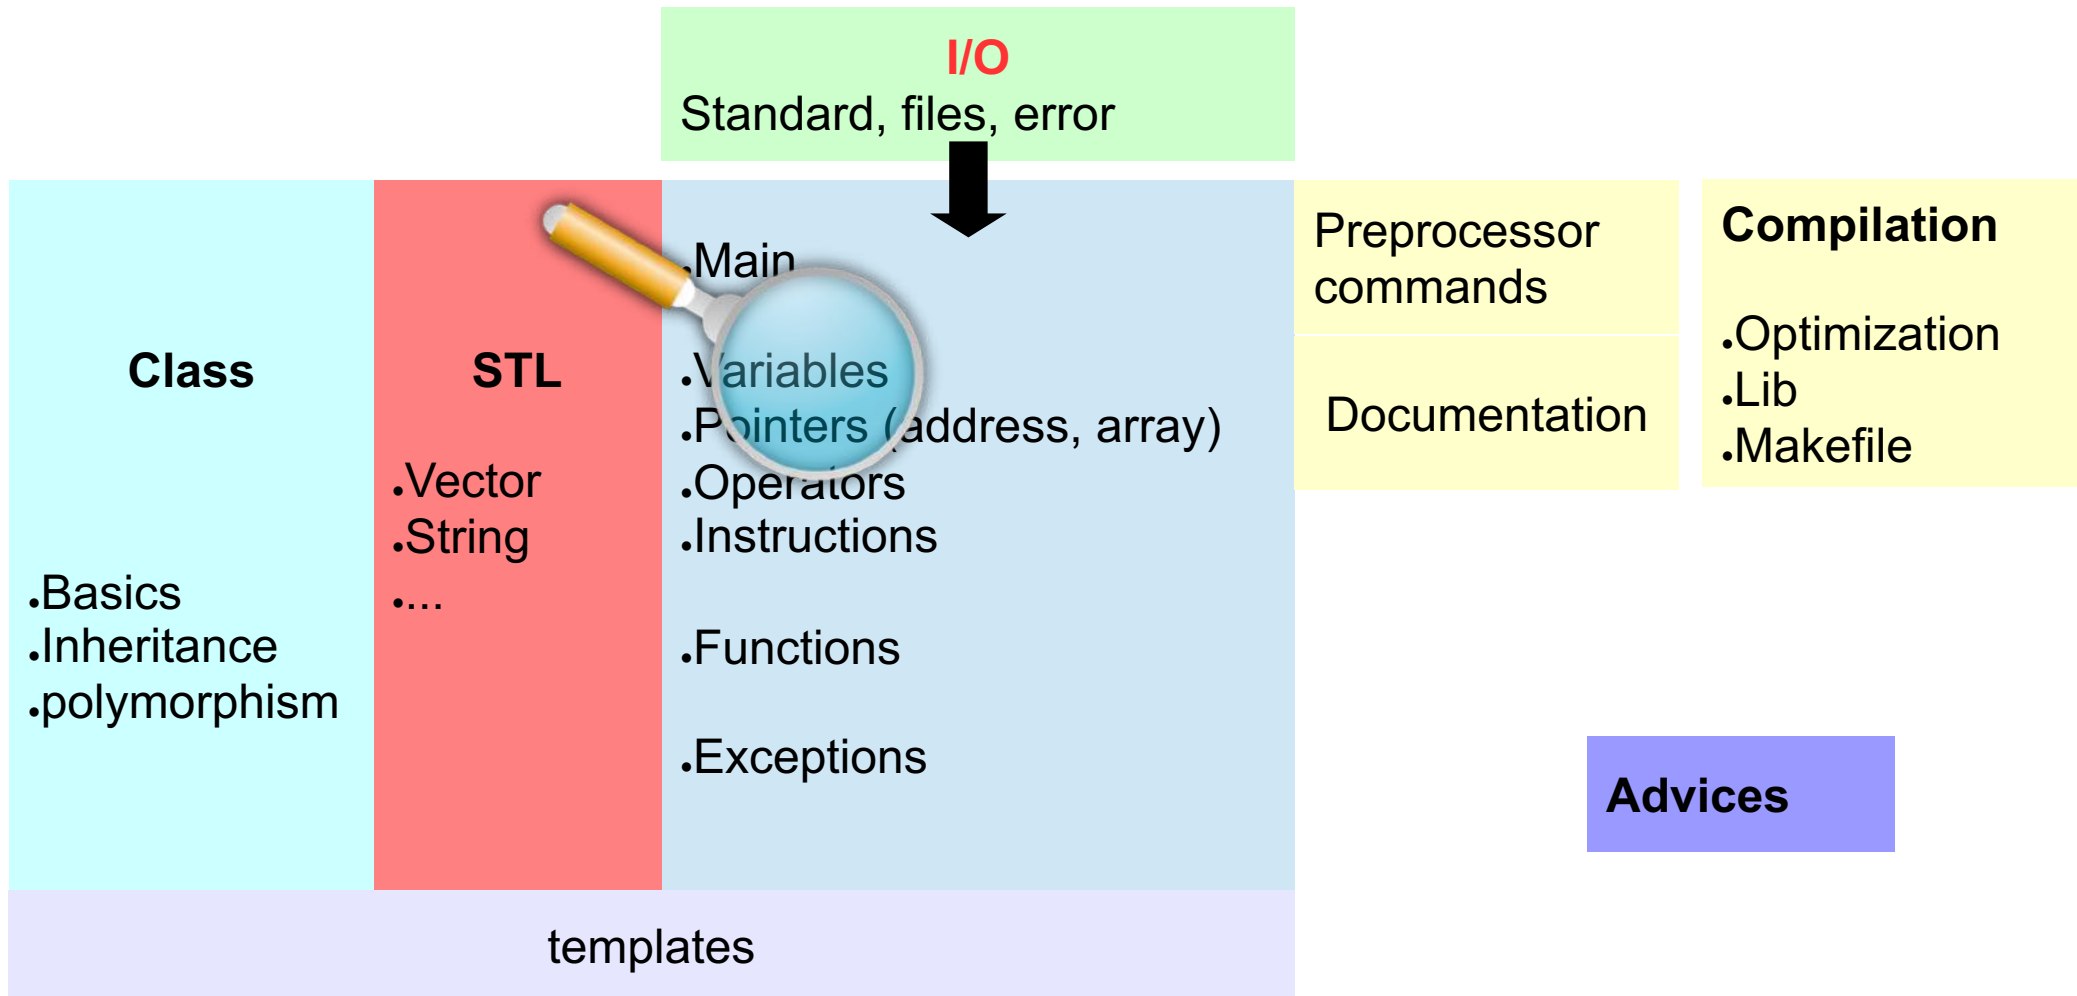 I/O
Standard, files, error
Class
●Basics
●Inheritance
●polymorphism
STL
●Vector
●String
●...
●Main
●Variables
●Pointers (address, array)
●Operators
●Instructions
●Functions
●Exceptions
Preprocessor
commands
Documentation
Compilation
●Optimization
●Lib
●Makefile
Advices
templates